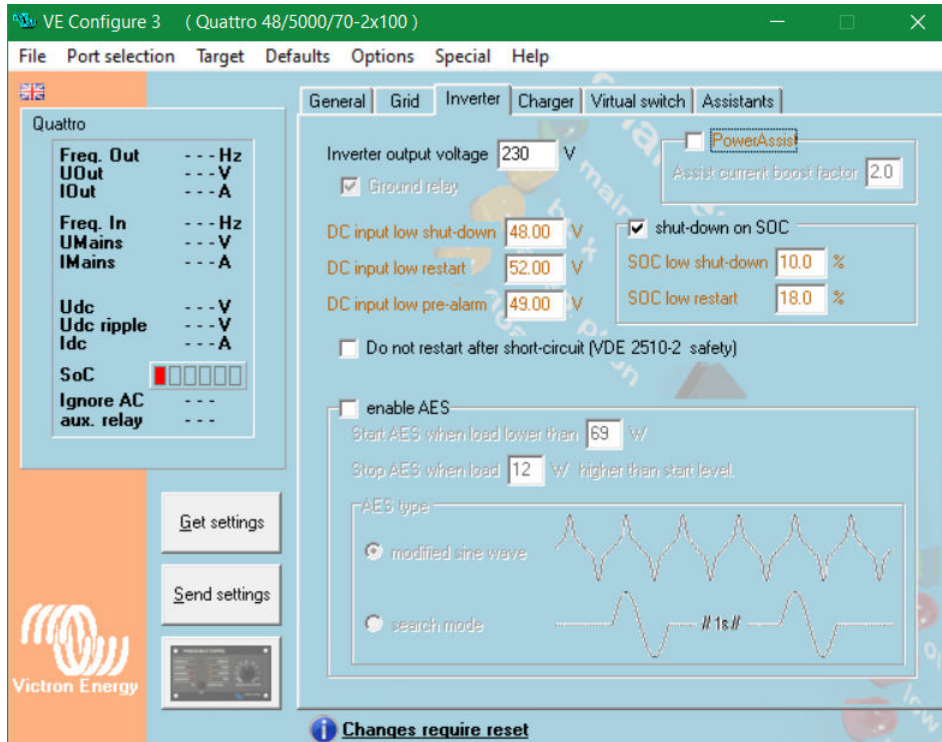 VE Configure 3 ( Quattro 48/5000/70-2x100 )
File Port selection Target Defaults Options Special Help
General Grid Inverter Charger Virtual switch Assistants
Quattro
Freq. Out - - - Hz
UOut - - - V
IOut - - - A
Freq. In - - - Hz
UMains - - - V
IMains - - - A
Udc - - - V
Udc ripple - - - V
Idc - - - A
SoC
Ignore AC - - -
aux. relay - - -
Get settings
Send settings
Victron Energy
Inverter output voltage 230 V
Ground relay
PowerAssist
Assist current boost factor 2.0
DC input low shut-down 48.00 V
DC input low restart 52.00 V
DC input low pre-alarm 49.00 V
shut-down on SOC
SOC low shut-down 10.0 %
SOC low restart 18.0 %
Do not restart after short-circuit (VDE 2510-2 safety)
enable AES
Start AES when load lower than 69 W
Stop AES when load 12 W higher than start level.
AES type
modified sine wave
search mode
// 1s //
Changes require reset